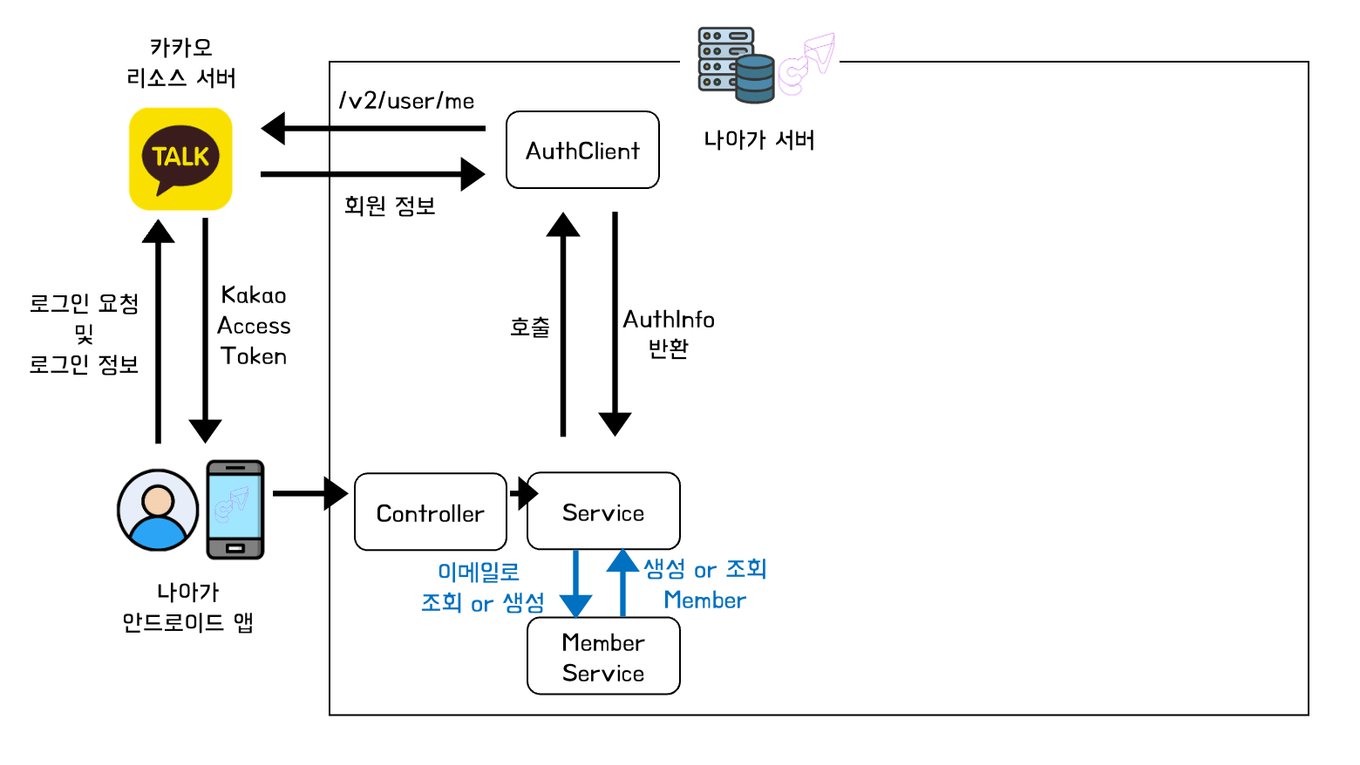 카카오
리소스 서버
TALK
/v2/user/me
회원 정보
AuthClient
나아가 서버
로그인 요청
및
로그인 정보
Kakao
Access
Token
호출
AuthInfo
반환
나아가
안드로이드 앱
Controller
Service
이메일로
조회 or 생성
생성 or 조회
Member
Member
Service